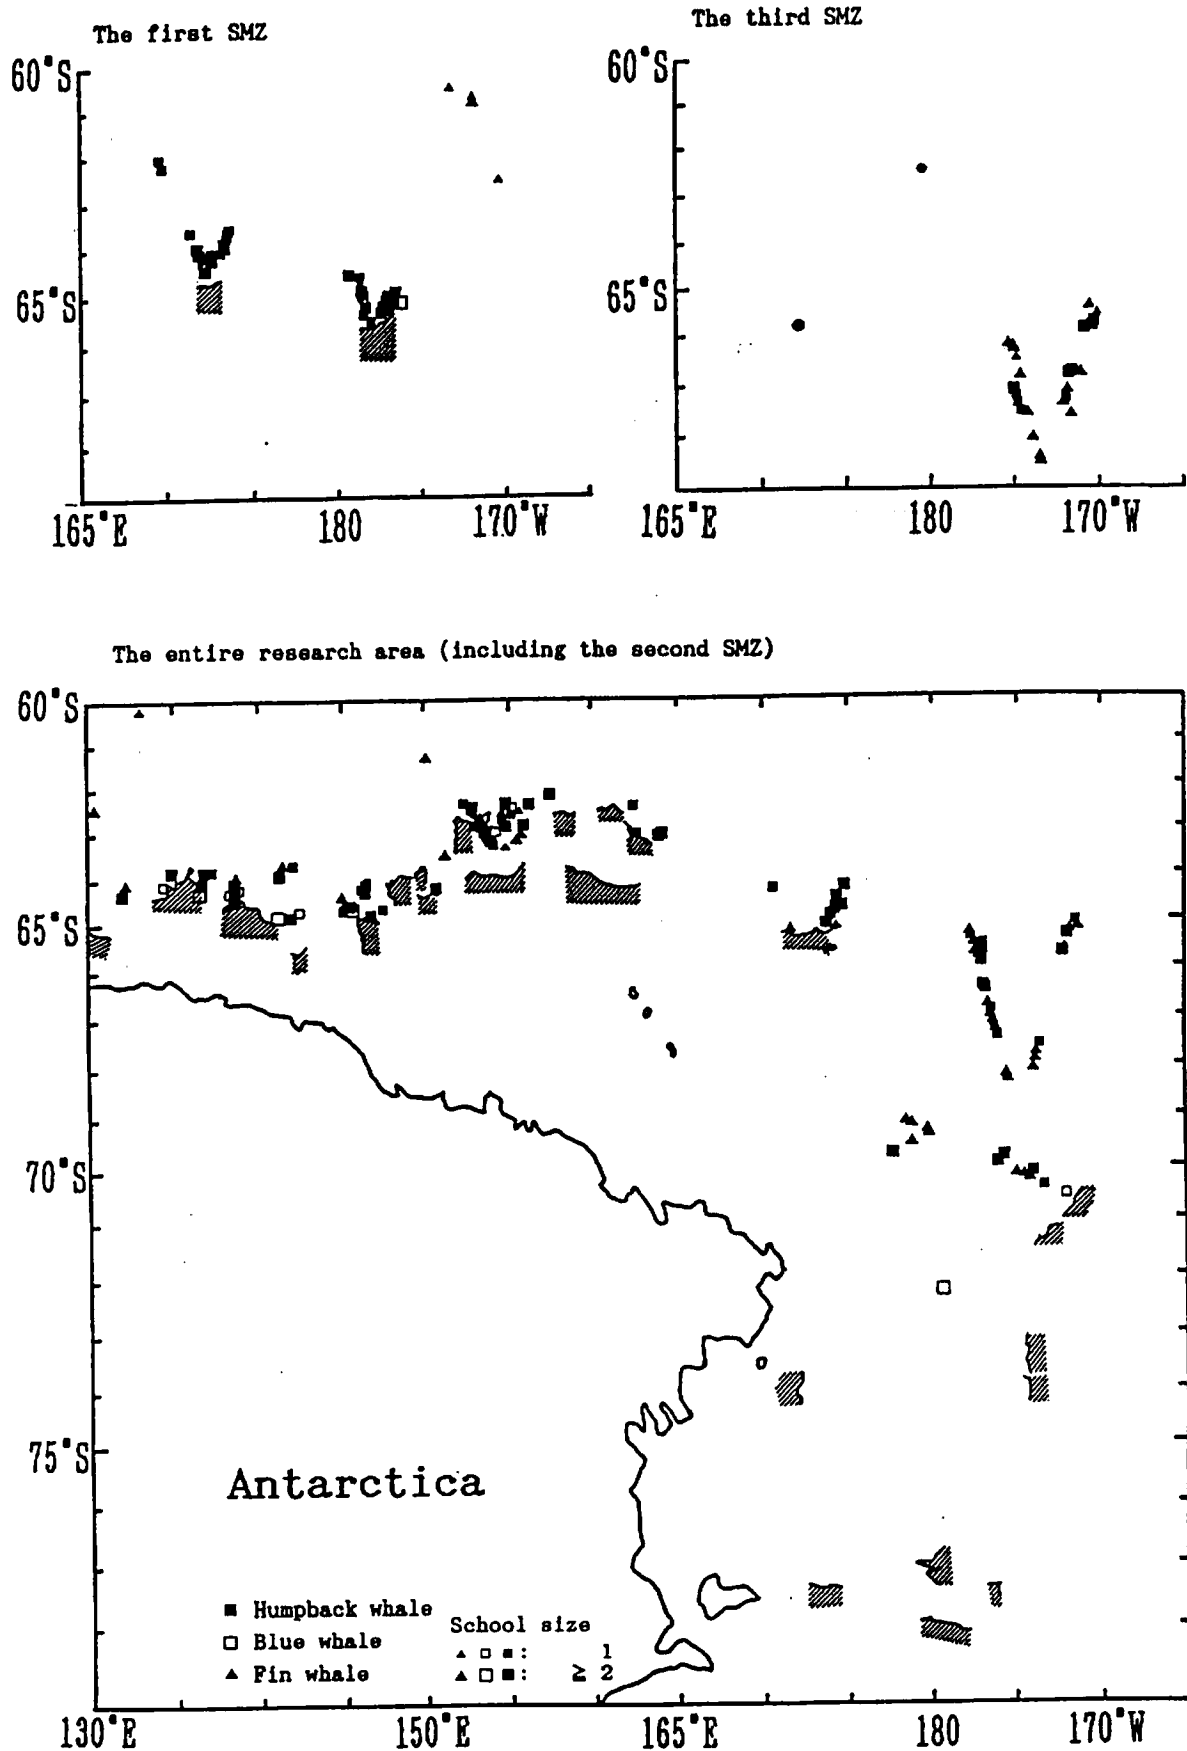 The first SMZ
60°S
65°S
165°E 180 170°W
The third SMZ
60°S
65°S
165°E 180 170°W
The entire research area (including the second SMZ)
60°S
65°S
70°S
75°S
Antarctica
Humpback whale
Blue whale
Fin whale
School size
: 1
: ≥ 2
130°E 150°E 165°E 180 170°W